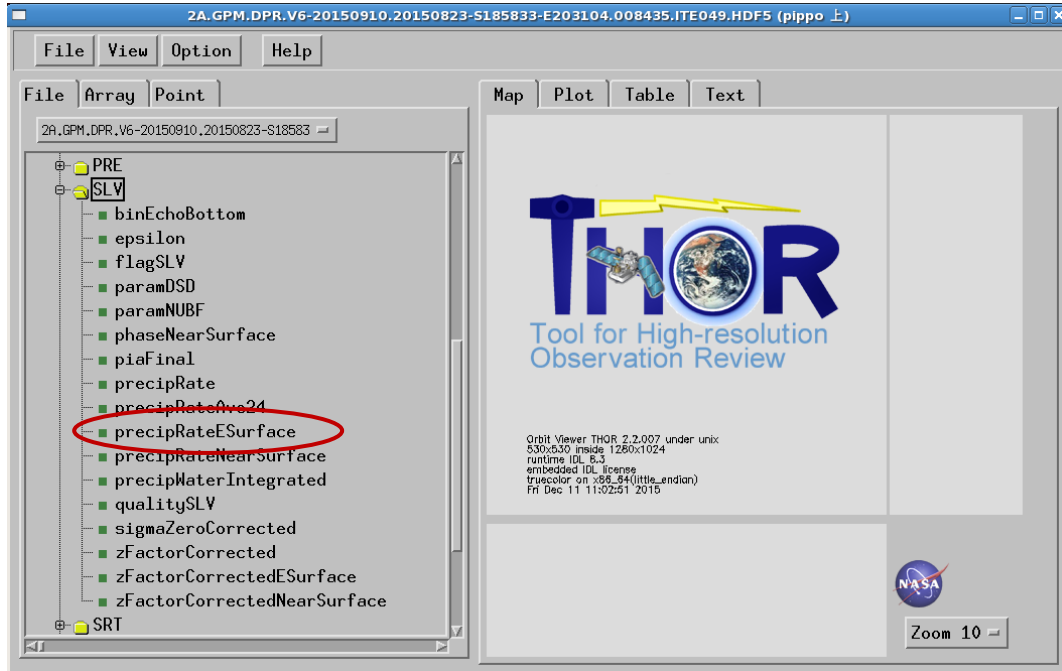 2A.GPM.DPR.V6-20150910.20150823-S185833-E203104.008435.ITE049.HDF5 (pippo 上)
File View Option Help
File Array Point
Map Plot Table Text
2A.GPM.DPR.V6-20150910.20150823-S18583
PRE
SLV
binEchoBottom
epsilon
flagSLV
paramDSD
paramNUBF
phaseNearSurface
piaFinal
precipRate
precipRateAve24
precipRateESurface
precipRateNearSurface
precipWaterIntegrated
qualitySLV
sigmaZeroCorrected
zFactorCorrected
zFactorCorrectedESurface
zFactorCorrectedNearSurface
SRT
THOR
Tool for High-resolution
Observation Review
Orbit Viewer THOR 2.2.007 under unix
530x530 inside 1280x1024
runtime IDL 8.3
embedded IDL license
truecolor on x86_64(little_endian)
Fri Dec 11 11:02:51 2015
NASA
Zoom 10